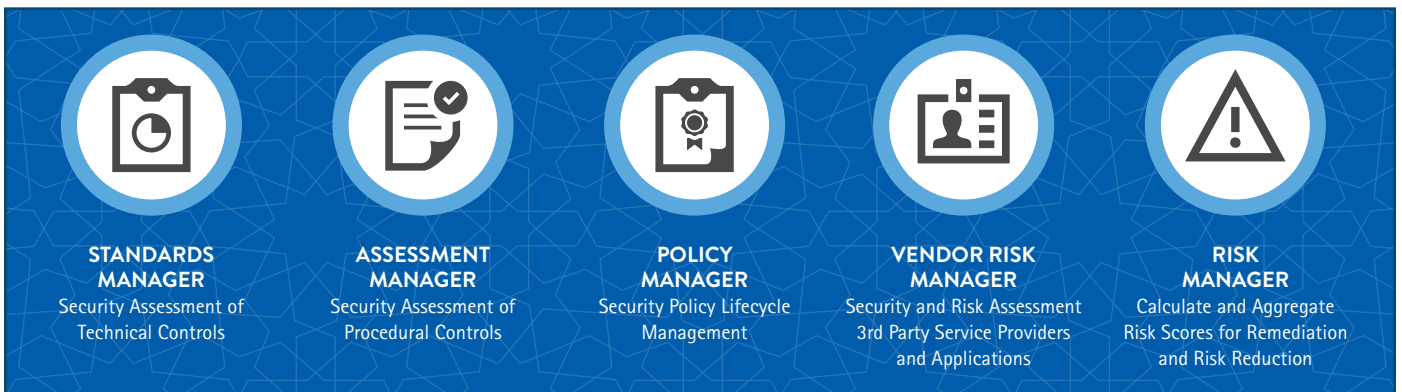 STANDARDS
MANAGER
Security Assessment of
Technical Controls
ASSESSMENT
MANAGER
Security Assessment of
Procedural Controls
POLICY
MANAGER
Security Policy Lifecycle
Management
VENDOR RISK
MANAGER
Security and Risk Assessment
3rd Party Service Providers
and Applications
RISK
MANAGER
Calculate and Aggregate
Risk Scores for Remediation
and Risk Reduction